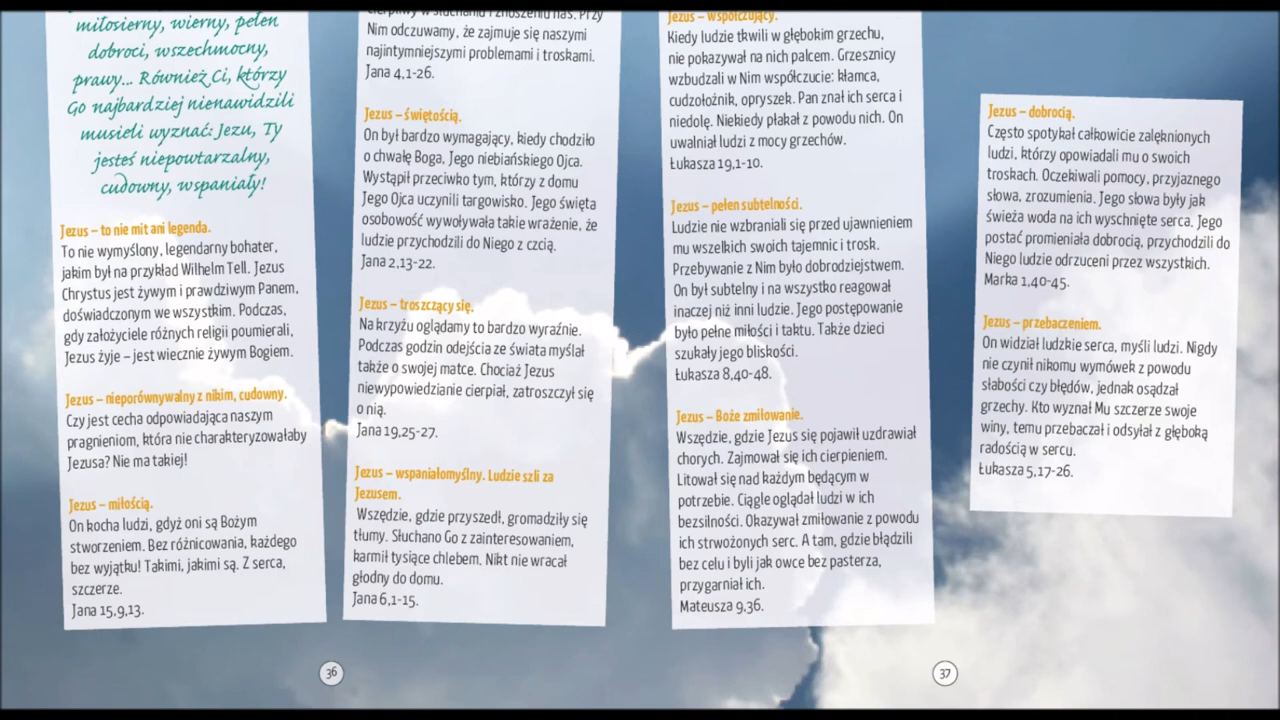 miłosierny, wierny, pełen
dobroci, wszechmocny,
prawy... Również Ci, którzy
Go najbardziej nienawidzili
musieli wyznać: Jezu, Ty
jesteś niepowtarzalny,
cudowny, wspaniały!
Jezus – to nie mit ani legenda.
To nie wymyślony, legendarny bohater,
jakim był na przykład Wilhelm Tell. Jezus
Chrystus jest żywym i prawdziwym Panem,
doświadczonym we wszystkim. Podczas,
gdy założyciele różnych religii poumierali,
Jezus żyje – jest wiecznie żywym Bogiem.
Jezus – nieporównywalny z nikim, cudowny.
Czy jest cecha odpowiadająca naszym
pragnieniom, która nie charakteryzowałaby
Jezusa? Nie ma takiej!
Jezus – miłością.
On kocha ludzi, gdyż oni są Bożym
stworzeniem. Bez różnicowania, każdego
bez wyjątku! Takimi, jakimi są. Z serca,
szczerze.
Jana 15,9,13.
cierpliwy w słuchaniu i znoszeniu nas. Przy
Nim odczuwamy, że zajmuje się naszymi
najintymniejszymi problemami i troskami.
Jana 4,1-26.
Jezus – świętością.
On był bardzo wymagający, kiedy chodziło
o chwałę Boga, Jego niebiańskiego Ojca.
Wystąpił przeciwko tym, którzy z domu
Jego Ojca uczynili targowisko. Jego święta
osobowość wywoływała takie wrażenie, że
ludzie przychodzili do Niego z czcią.
Jana 2,13-22.
Jezus – troszczący się.
Na krzyżu oglądamy to bardzo wyraźnie.
Podczas godzin odejścia ze świata myślał
także o swojej matce. Chociaż Jezus
niewypowiedzianie cierpiał, zatroszczył się
o nią.
Jana 19,25-27.
Jezus – wspaniałomyślny. Ludzie szli za
Jezusem.
Wszędzie, gdzie przyszedł, gromadziły się
tłumy. Słuchano Go z zainteresowaniem,
karmił tysiące chlebem. Nikt nie wracał
głodny do domu.
Jana 6,1-15.
36
Jezus – współczujący.
Kiedy ludzie tkwili w głębokim grzechu,
nie pokazywał na nich palcem. Grzesznicy
wzbudzali w Nim współczucie: kłamca,
cudzołożnik, opryszek. Pan znał ich serca i
niedolę. Niekiedy płakał z powodu nich. On
uwalniał ludzi z mocy grzechów.
Łukasza 19,1-10.
Jezus – pełen subtelności.
Ludzie nie wzbraniali się przed ujawnieniem
mu wszelkich swoich tajemnic i trosk.
Przebywanie z Nim było dobrodziejstwem.
On był subtelny i na wszystko reagował
inaczej niż inni ludzie. Jego postępowanie
było pełne miłości i taktu. Także dzieci
szukały jego bliskości.
Łukasza 8,40-48.
Jezus – Boże zmiłowanie.
Wszędzie, gdzie Jezus się pojawił uzdrawiał
chorych. Zajmował się ich cierpieniem.
Litował się nad każdym będącym w
potrzebie. Ciągle oglądał ludzi w ich
bezsilności. Okazywał zmiłowanie z powodu
ich strwożonych serc. A tam, gdzie błądzili
bez celu i byli jak owce bez pasterza,
przygarniał ich.
Mateusza 9,36.
Jezus – dobrocią.
Często spotykał całkowicie zalęknionych
ludzi, którzy opowiadali mu o swoich
troskach. Oczekiwali pomocy, przyjaznego
słowa, zrozumienia. Jego słowa były jak
świeża woda na ich wyschnięte serca. Jego
postać promieniała dobrocią, przychodzili do
Niego ludzie odrzuceni przez wszystkich.
Marka 1,40-45.
Jezus – przebaczeniem.
On widział ludzkie serca, myśli ludzi. Nigdy
nie czynił nikomu wymówek z powodu
słabości czy błędów, jednak osądzał
grzechy. Kto wyznał Mu szczerze swoje
winy, temu przebaczał i odsyłał z głęboką
radością w sercu.
Łukasza 5,17-26.
37